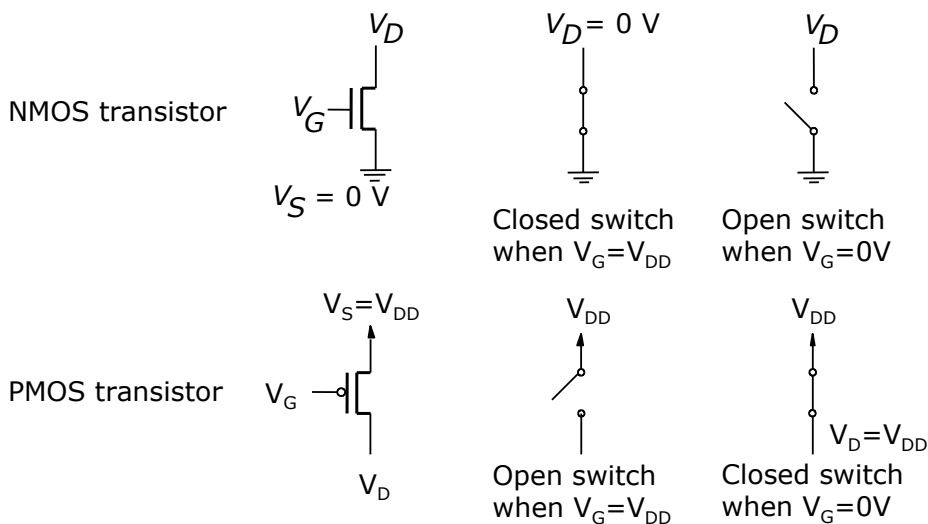 V_D
V_D = 0 V
V_D
NMOS transistor
V_G
V_S = 0 V
Closed switch
when V_G=V_DD
Open switch
when V_G=0V
V_S=V_DD
V_DD
V_DD
PMOS transistor
V_G
V_D
V_D=V_DD
Open switch
when V_G=V_DD
Closed switch
when V_G=0V